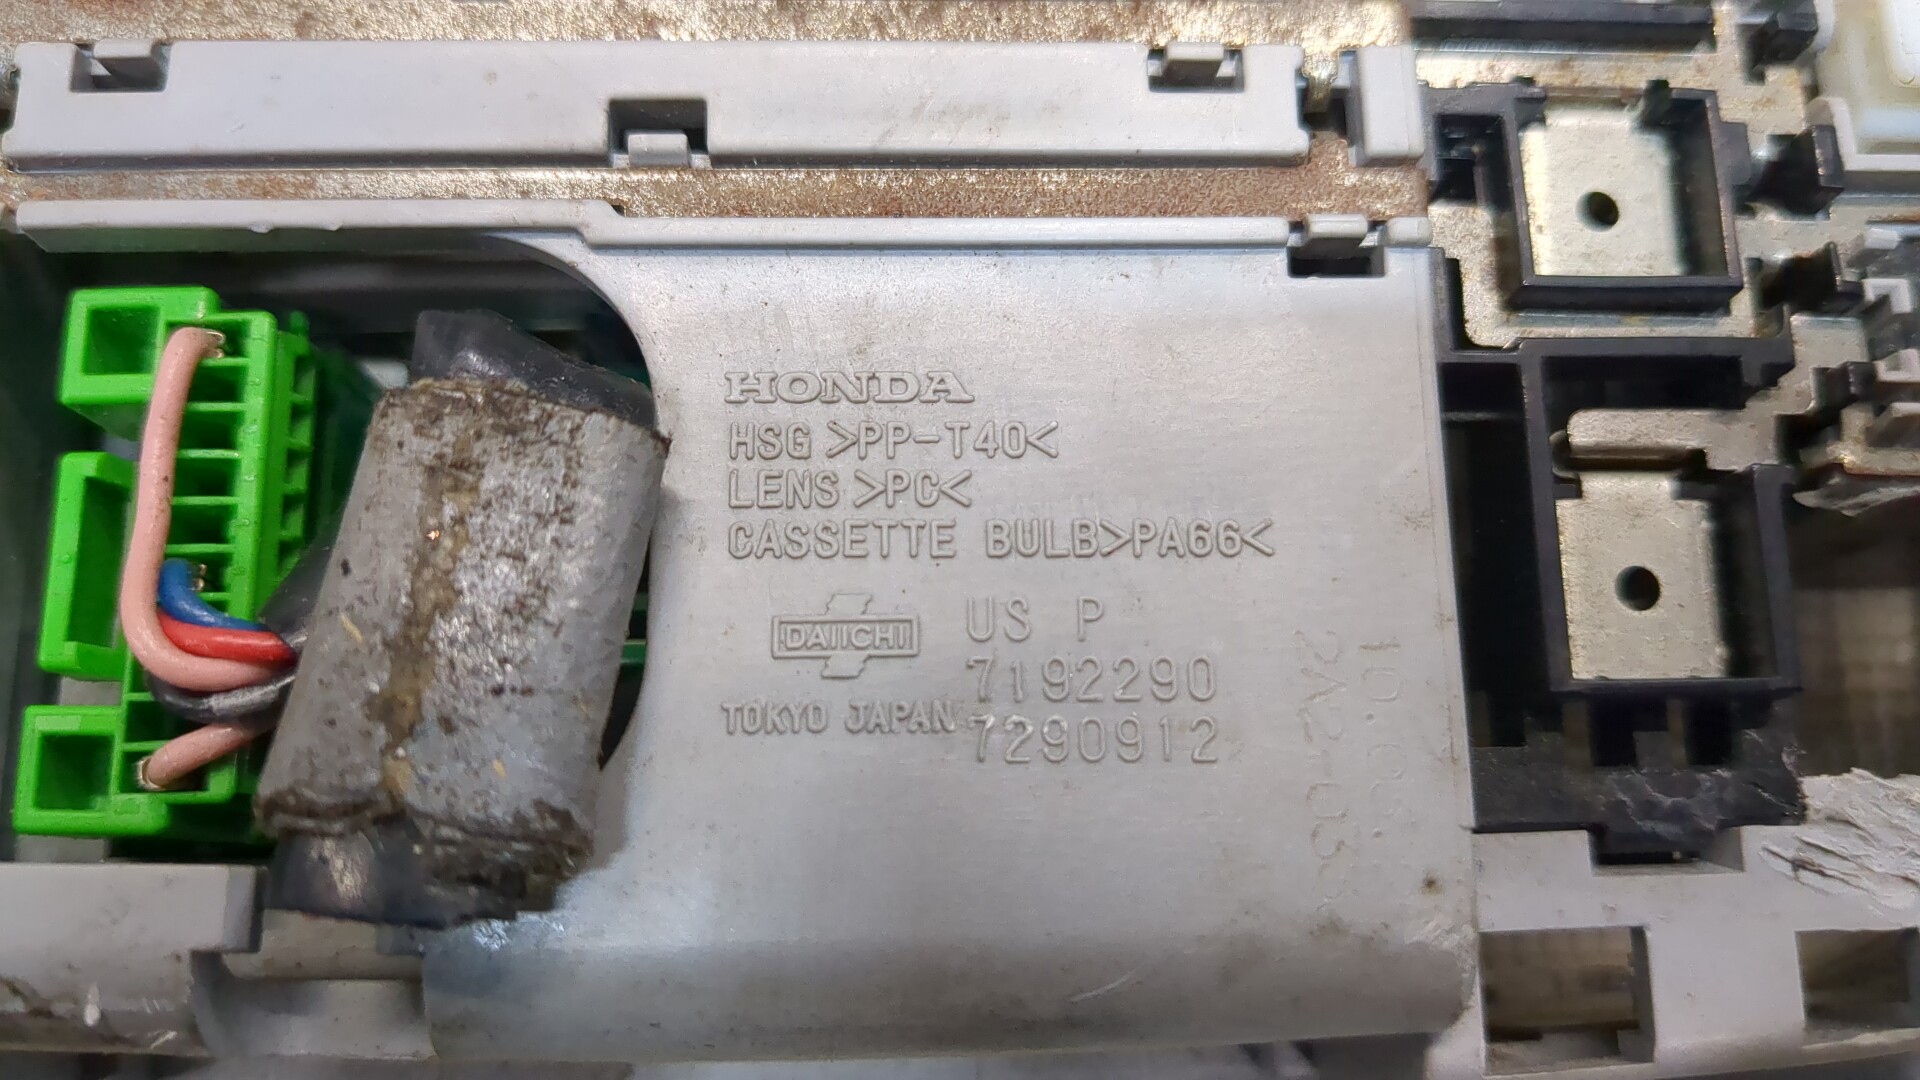 HONDA
HSG >PP-T40<
LENS >PC<
CASSETTE BULB>PA66<
DAIICHI
TOKYO JAPAN
US P
7192290
7290912